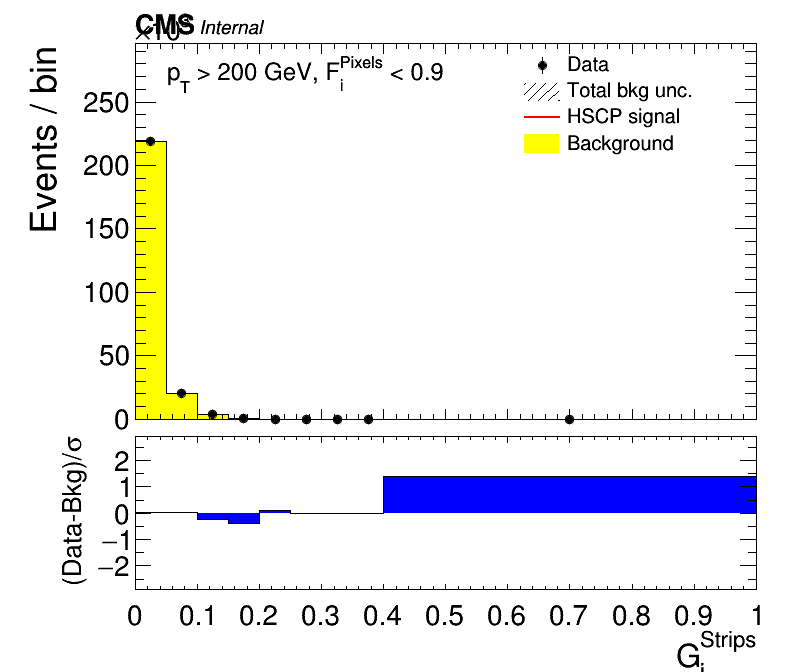 CMS Internal
×10³
p_T > 200 GeV, F_i^Pixels < 0.9
Data
Total bkg unc.
HSCP signal
Background
Events / bin
250
200
150
100
50
0
(Data-Bkg)/σ
2
1
0
−1
−2
0 0.1 0.2 0.3 0.4 0.5 0.6 0.7 0.8 0.9 1
G_i^Strips